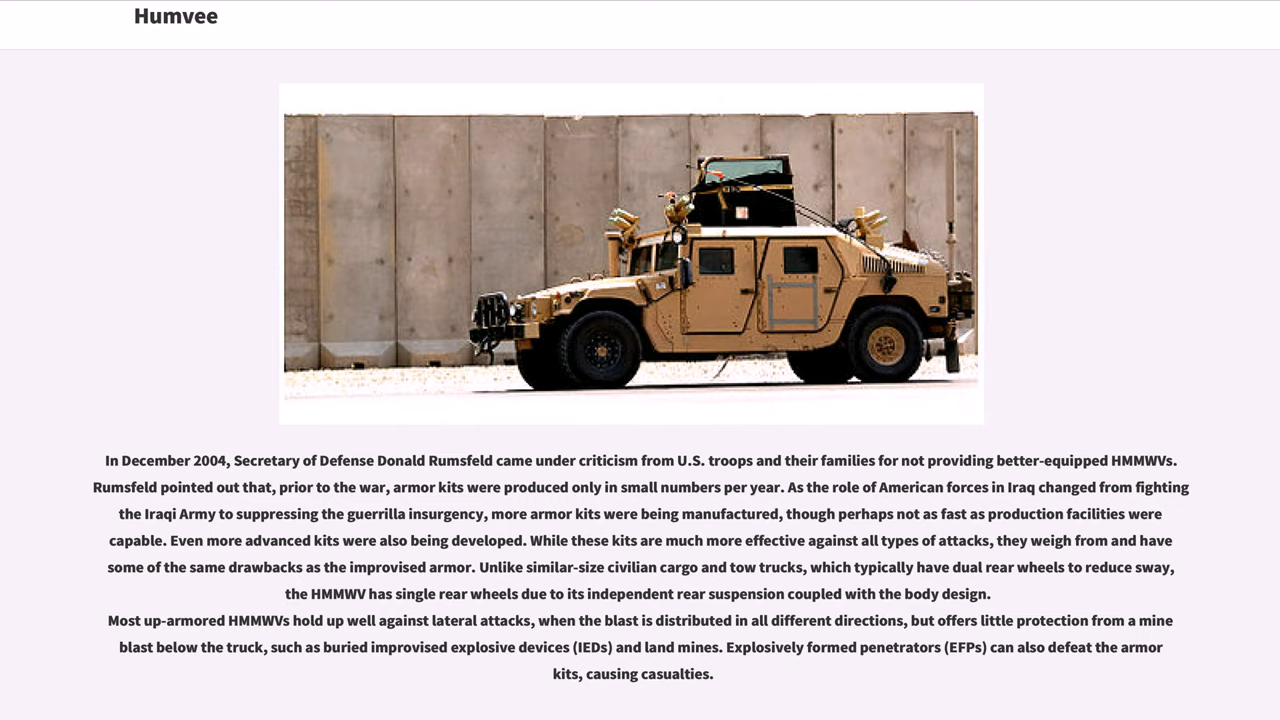 Humvee
In December 2004, Secretary of Defense Donald Rumsfeld came under criticism from U.S. troops and their families for not providing better-equipped HMMWVs.
Rumsfeld pointed out that, prior to the war, armor kits were produced only in small numbers per year. As the role of American forces in Iraq changed from fighting
the Iraqi Army to suppressing the guerrilla insurgency, more armor kits were being manufactured, though perhaps not as fast as production facilities were
capable. Even more advanced kits were also being developed. While these kits are much more effective against all types of attacks, they weigh from and have
some of the same drawbacks as the improvised armor. Unlike similar-size civilian cargo and tow trucks, which typically have dual rear wheels to reduce sway,
the HMMWV has single rear wheels due to its independent rear suspension coupled with the body design.
Most up-armored HMMWVs hold up well against lateral attacks, when the blast is distributed in all different directions, but offers little protection from a mine
blast below the truck, such as buried improvised explosive devices (IEDs) and land mines. Explosively formed penetrators (EFPs) can also defeat the armor
kits, causing casualties.